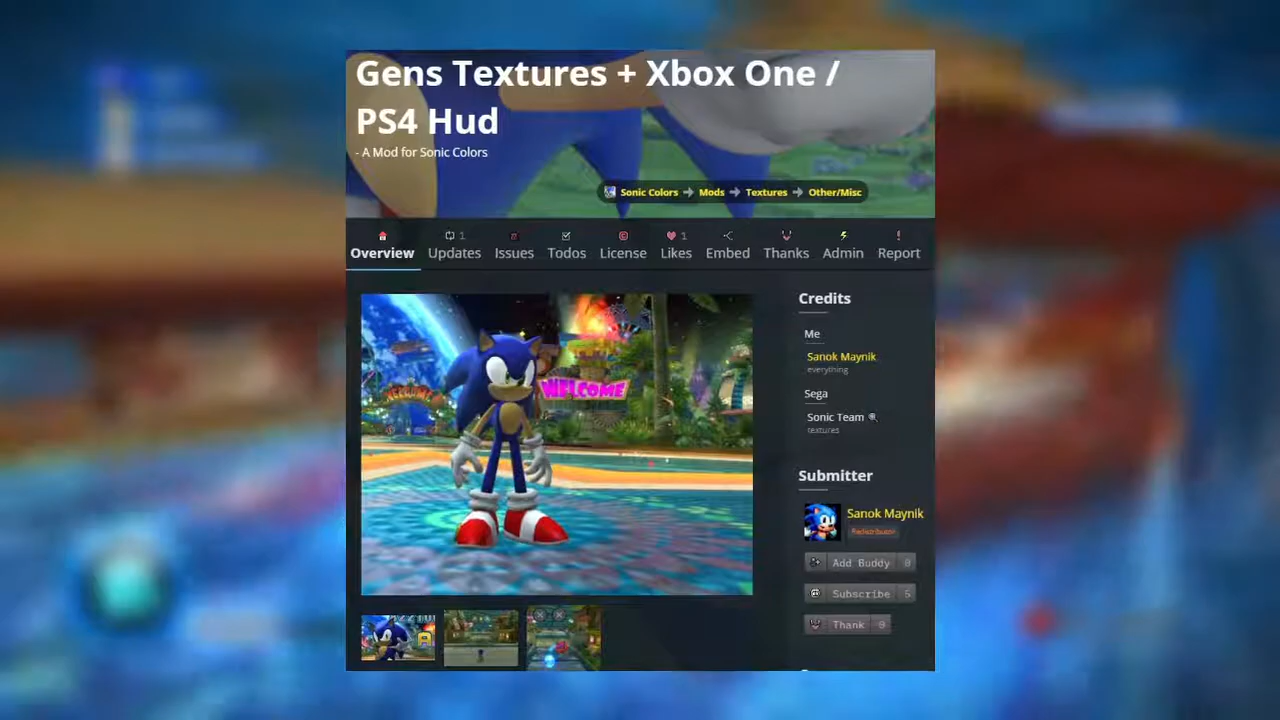 Gens Textures + Xbox One /
PS4 Hud
- A Mod for Sonic Colors
Sonic Colors → Mods → Textures → Other/Misc
1
1
Overview Updates Issues Todos License Likes Embed Thanks Admin Report
Credits
Me
Sanok Maynik
everything
Sega
Sonic Team
textures
WELCOME
Submitter
Sanok Maynik
Redistributor
Add Buddy 0
Subscribe 5
Thank 0